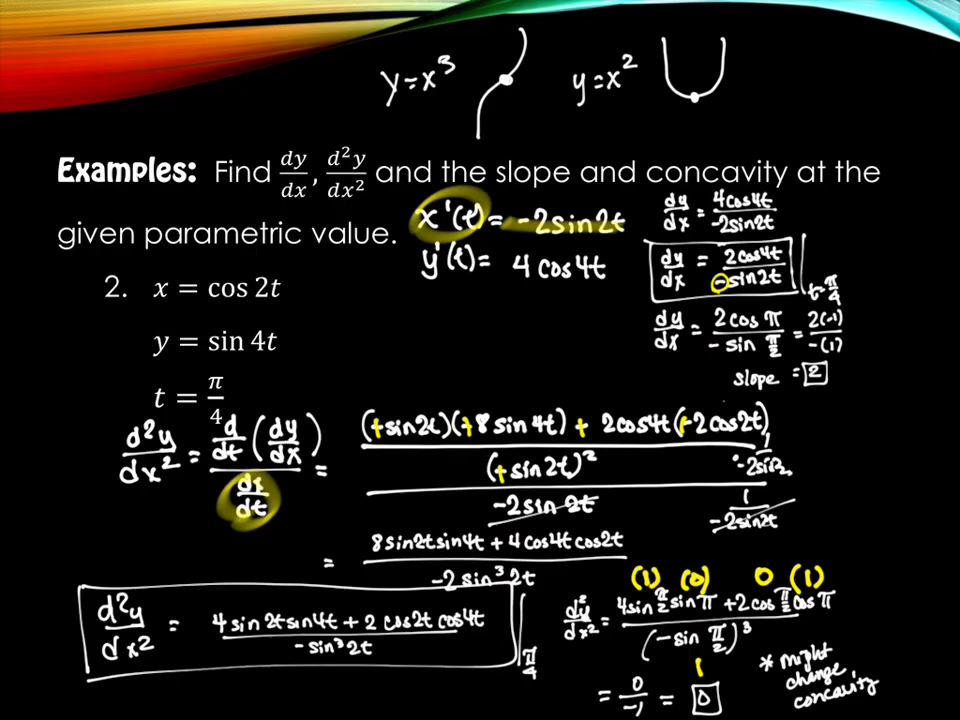 y=x³ y=x²
Examples: Find dy/dx, d²y/dx² and the slope and concavity at the
given parametric value.
x'(t) = -2sin2t
y'(t) = 4cos4t
2. x = cos 2t
y = sin 4t
t = π/4
dy/dx = 4cos4t/-2sin2t
dy/dx = 2cos4t/-sin2t | t=π/4
dy/dx = 2cos π/-sin π/2 = 2(-1)/-(1)
slope = 2
d²y/dx² = d/dt (dy/dx)/dx/dt = (+sin2t)(+8sin4t) + 2cos4t(-2cos2t)/(+sin2t)²/-2sin2t
1/-2sin2t
= 8sin2tsin4t + 4cos4tcos2t/-2sin³2t
d²y/dx² = 4sin2tsin4t + 2cos2tcos4t/-sin³2t | π/4
(1) (0) 0 (1)
d²y/dx² = 4sin π/2 sin π + 2cos π/2 cos π/(-sin π/2)³
1
= 0/-1 = 0
* might
change
concavity